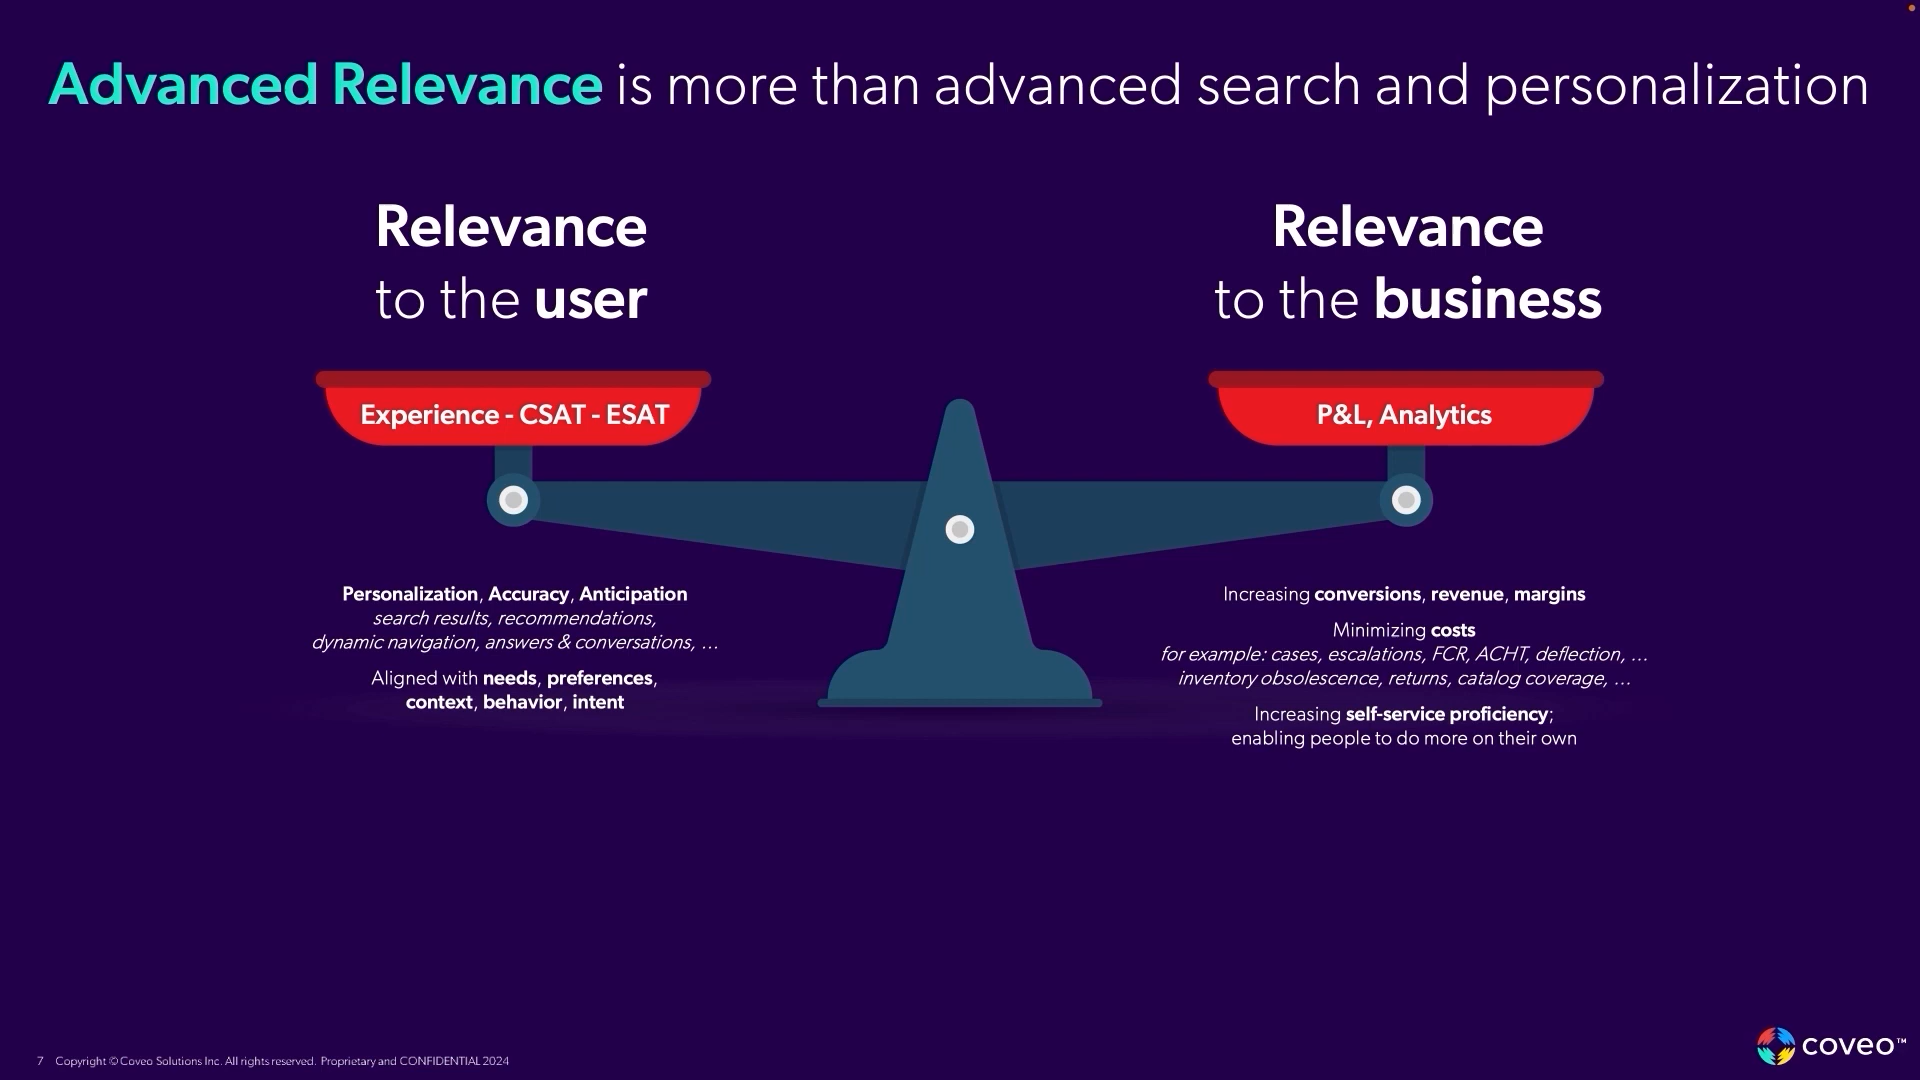 Advanced Relevance is more than advanced search and personalization
Relevance
to the user
Experience - CSAT - ESAT
Personalization, Accuracy, Anticipation
search results, recommendations,
dynamic navigation, answers & conversations, ...
Aligned with needs, preferences,
context, behavior, intent
Relevance
to the business
P&L, Analytics
Increasing conversions, revenue, margins
Minimizing costs
for example: cases, escalations, FCR, ACHT, deflection, ...
inventory obsolescence, returns, catalog coverage, ...
Increasing self-service proficiency;
enabling people to do more on their own
7 Copyright © Coveo Solutions Inc. All rights reserved. Proprietary and CONFIDENTIAL 2024
coveo™